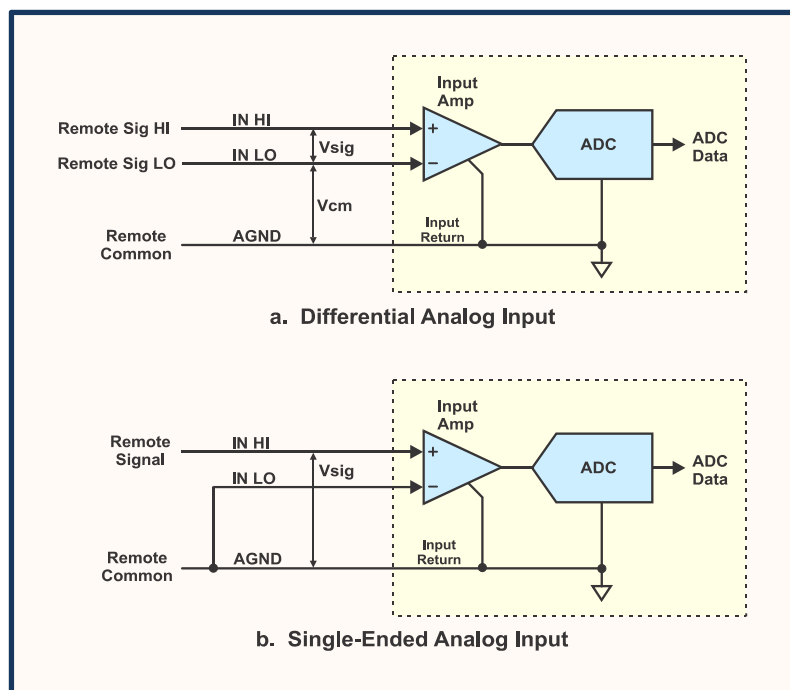 Input
Amp
Remote Sig HI
IN HI
+
Vsig
ADC
ADC
Data
Remote Sig LO
IN LO
−
Vcm
Remote
Common
AGND
Input
Return
a. Differential Analog Input
Input
Amp
Remote
Signal
IN HI
+
Vsig
ADC
ADC
Data
IN LO
−
Remote
Common
AGND
Input
Return
b. Single-Ended Analog Input